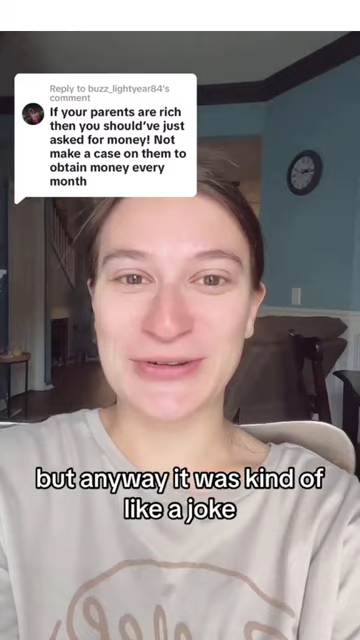 Reply to buzz_lightyear84's
comment
If your parents are rich
then you should've just
asked for money! Not
make a case on them to
obtain money every
month
but anyway it was kind of
like a joke